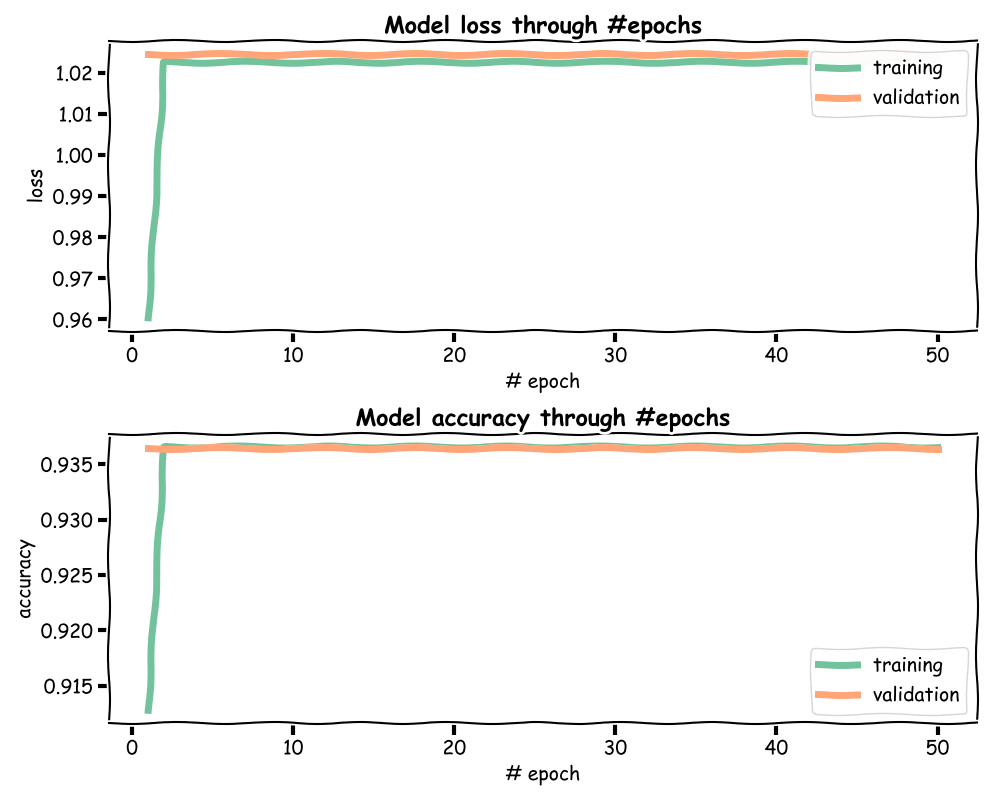 Model loss through #epochs
1.02
1.01
1.00
0.99
0.98
0.97
0.96
loss
training
validation
0 10 20 30 40 50
# epoch
Model accuracy through #epochs
0.935
0.930
0.925
0.920
0.915
accuracy
training
validation
0 10 20 30 40 50
# epoch